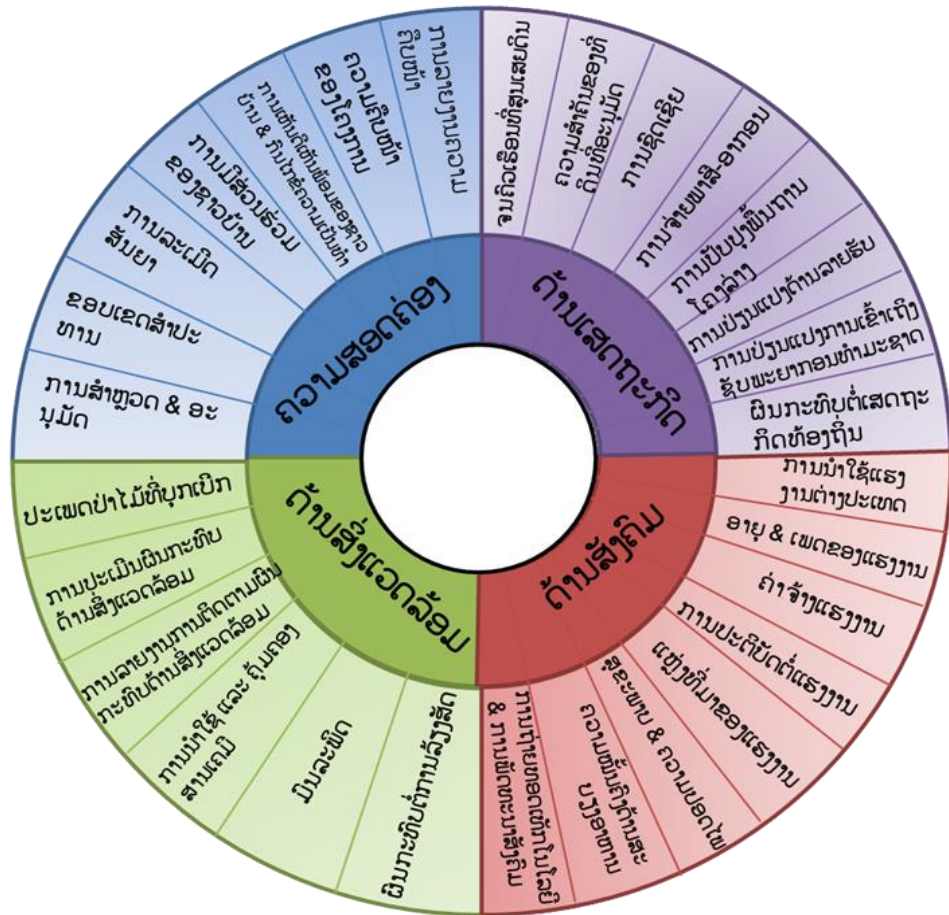 ຄວາມສອດຄ່ອງ
ການສຳຫຼວດ & ອະ
ນຸມັດ
ຂອບເຂດສຳປະ
ທານ
ການລະເມີດ
ສັນຍາ
ການມີສ່ວນຮ່ວມ
ຂອງຊາວບ້ານ
ການເຫັນດີເຫັນພ້ອມຂອງຊາວ
ບ້ານ & ກົນໄກຂໍຄວາມເປັນທຳ
ຄວາມຄືບໜ້າ
ຂອງໂຄງການ
ການລາຍງານຄວາມ
ຄືບໜ້າ
ດ້ານເສດຖະກິດ
ຈນຄົວເຮືອນທີ່ສູນເສຍດິນ
ຄວາມສຳຄັນຂອງທີ່
ດິນທີ່ອະນຸມັດ
ການຊົດເຊີຍ
ການຈ່າຍພາສີ-ອາກອນ
ການປັບປຸງພື້ນຖານ
ໂຄງລ່າງ
ການປ່ຽນແປງດ້ານລາຍຮັບ
ການປ່ຽນແປງການເຂົ້າເຖິງ
ຊັບພະຍາກອນທຳມະຊາດ
ຜົນກະທົບຕໍ່ເສດຖະ
ກິດທ້ອງຖິ່ນ
ດ້ານສັງຄົມ
ການນຳໃຊ້ແຮງ
ງານຕ່າງປະເທດ
ອາຍຸ & ເພດຂອງແຮງງານ
ຄ່າຈ້າງແຮງງານ
ການປະຕິບັດຕໍ່ແຮງງານ
ແຫຼ່ງທີ່ມາຂອງແຮງງານ
ສຸຂະພາບ & ຄວາມປອດໄພ
ຄວາມໝັ້ນຄົງດ້ານສະ
ບຽງອາຫານ
ການຖ່າຍທອດເທັກໂນໂລຍີ
& ການພັດທະນາສັງຄົມ
ດ້ານສິ່ງແວດລ້ອມ
ປະເພດປ່າໄມ້ທີ່ບຸກເບີກ
ການປະເມີນຜົນກະທົບ
ດ້ານສິ່ງແວດລ້ອມ
ການລາຍງານການຕິດຕາມຜົນ
ກະທົບດ້ານສິ່ງແວດລ້ອມ
ການນຳໃຊ້ ແລະ ຄຸ້ມຄອງ
ສານເຄມີ
ມົນລະພິດ
ຜົນກະທົບຕໍ່ການລ້ຽງສັດ